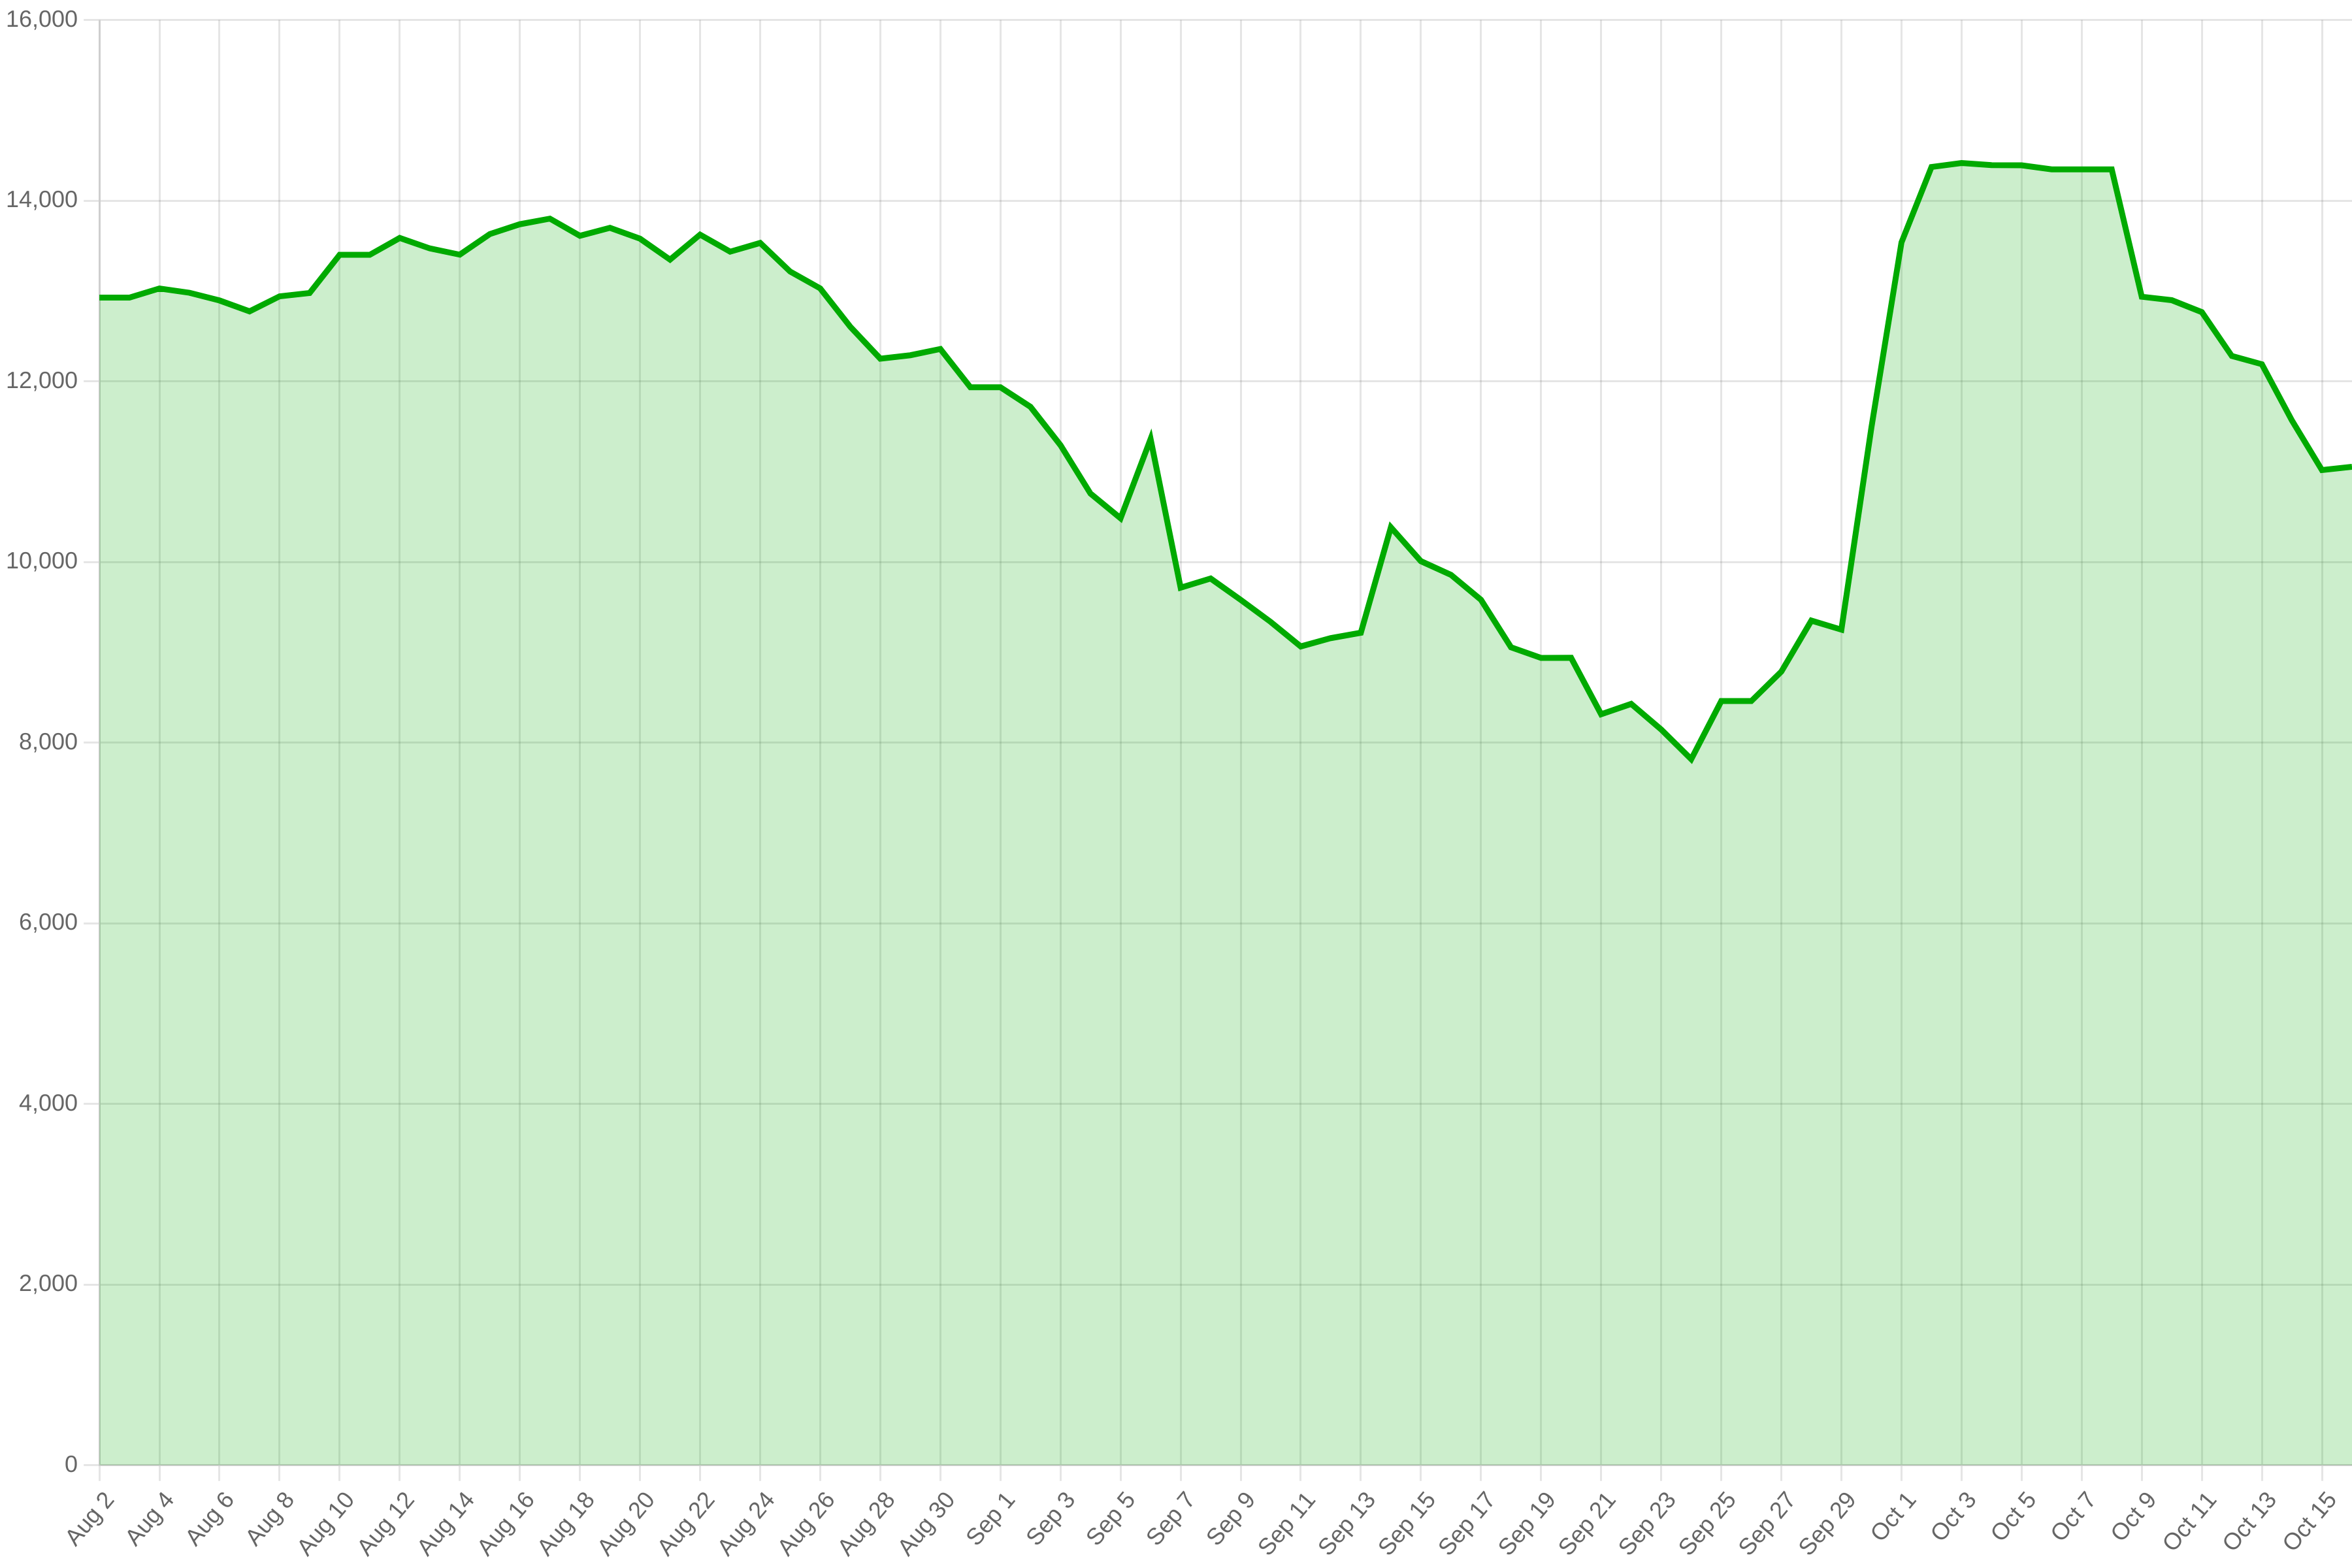 16,000
14,000
12,000
10,000
8,000
6,000
4,000
2,000
0
Aug 2
Aug 4
Aug 6
Aug 8
Aug 10
Aug 12
Aug 14
Aug 16
Aug 18
Aug 20
Aug 22
Aug 24
Aug 26
Aug 28
Aug 30
Sep 1
Sep 3
Sep 5
Sep 7
Sep 9
Sep 11
Sep 13
Sep 15
Sep 17
Sep 19
Sep 21
Sep 23
Sep 25
Sep 27
Sep 29
Oct 1
Oct 3
Oct 5
Oct 7
Oct 9
Oct 11
Oct 13
Oct 15